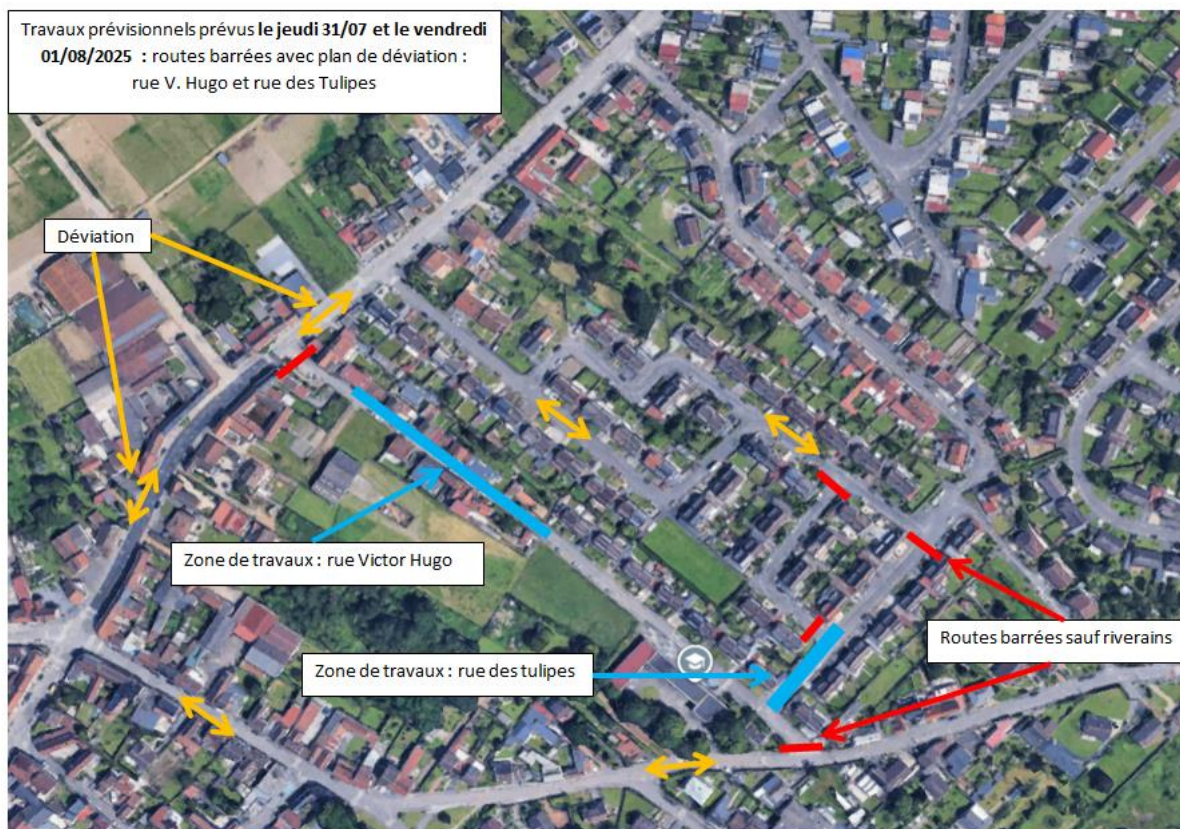 Travaux prévisionnels prévus le jeudi 31/07 et le vendredi
01/08/2025 : routes barrées avec plan de déviation :
rue V. Hugo et rue des Tulipes
Déviation
Zone de travaux : rue Victor Hugo
Zone de travaux : rue des tulipes
Routes barrées sauf riverains